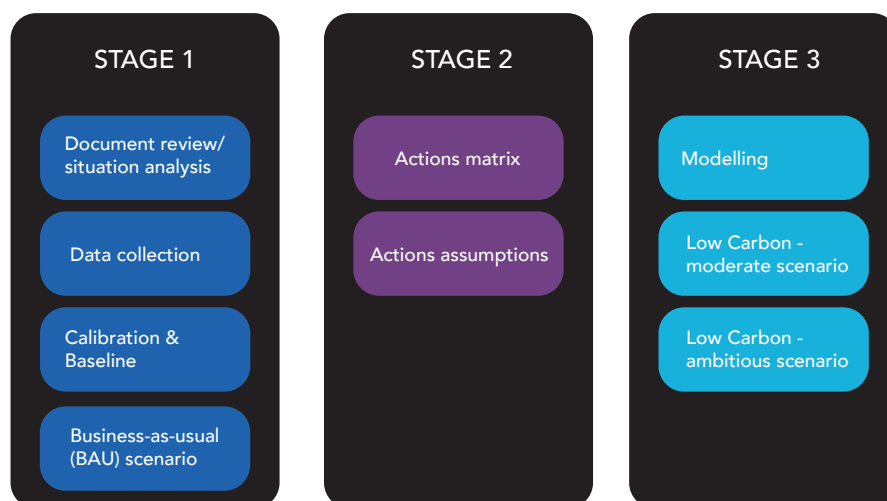 STAGE 1
Document review/
situation analysis
Data collection
Calibration &
Baseline
Business-as-usual
(BAU) scenario
STAGE 2
Actions matrix
Actions assumptions
STAGE 3
Modelling
Low Carbon -
moderate scenario
Low Carbon -
ambitious scenario